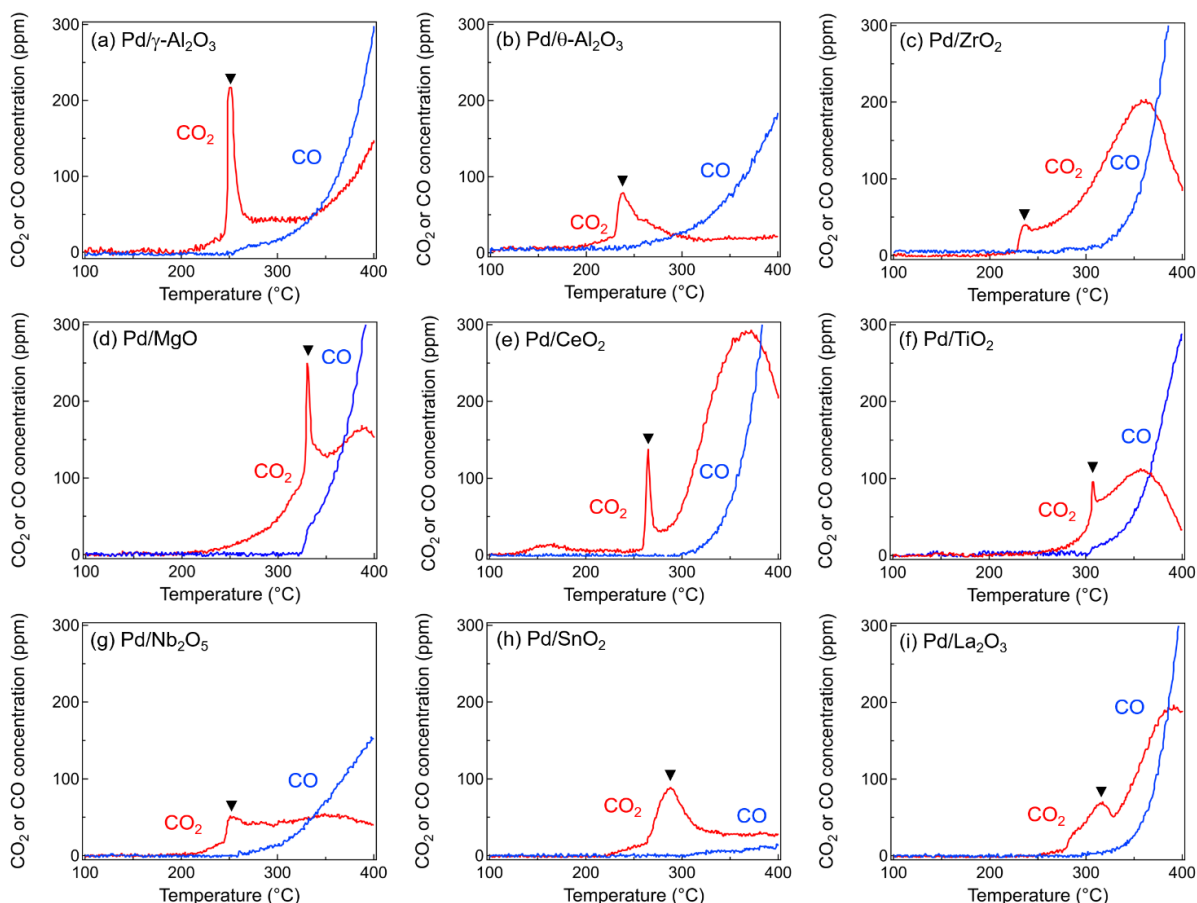 (a) Pd/γ-Al₂O₃
CO₂ or CO concentration (ppm)
300
200
100
0
CO₂
CO
100
200
300
400
Temperature (°C)
(b) Pd/θ-Al₂O₃
CO₂ or CO concentration (ppm)
300
200
100
0
CO₂
CO
100
200
300
400
Temperature (°C)
(c) Pd/ZrO₂
CO₂ or CO concentration (ppm)
300
200
100
0
CO₂
CO
100
200
300
400
Temperature (°C)
(d) Pd/MgO
CO₂ or CO concentration (ppm)
300
200
100
0
CO
CO₂
100
200
300
400
Temperature (°C)
(e) Pd/CeO₂
CO₂ or CO concentration (ppm)
300
200
100
0
CO₂
CO
100
200
300
400
Temperature (°C)
(f) Pd/TiO₂
CO₂ or CO concentration (ppm)
300
200
100
0
CO
CO₂
100
200
300
400
Temperature (°C)
(g) Pd/Nb₂O₅
CO₂ or CO concentration (ppm)
300
200
100
0
CO
CO₂
100
200
300
400
Temperature (°C)
(h) Pd/SnO₂
CO₂ or CO concentration (ppm)
300
200
100
0
CO₂
CO
100
200
300
400
Temperature (°C)
(i) Pd/La₂O₃
CO₂ or CO concentration (ppm)
300
200
100
0
CO
CO₂
100
200
300
400
Temperature (°C)